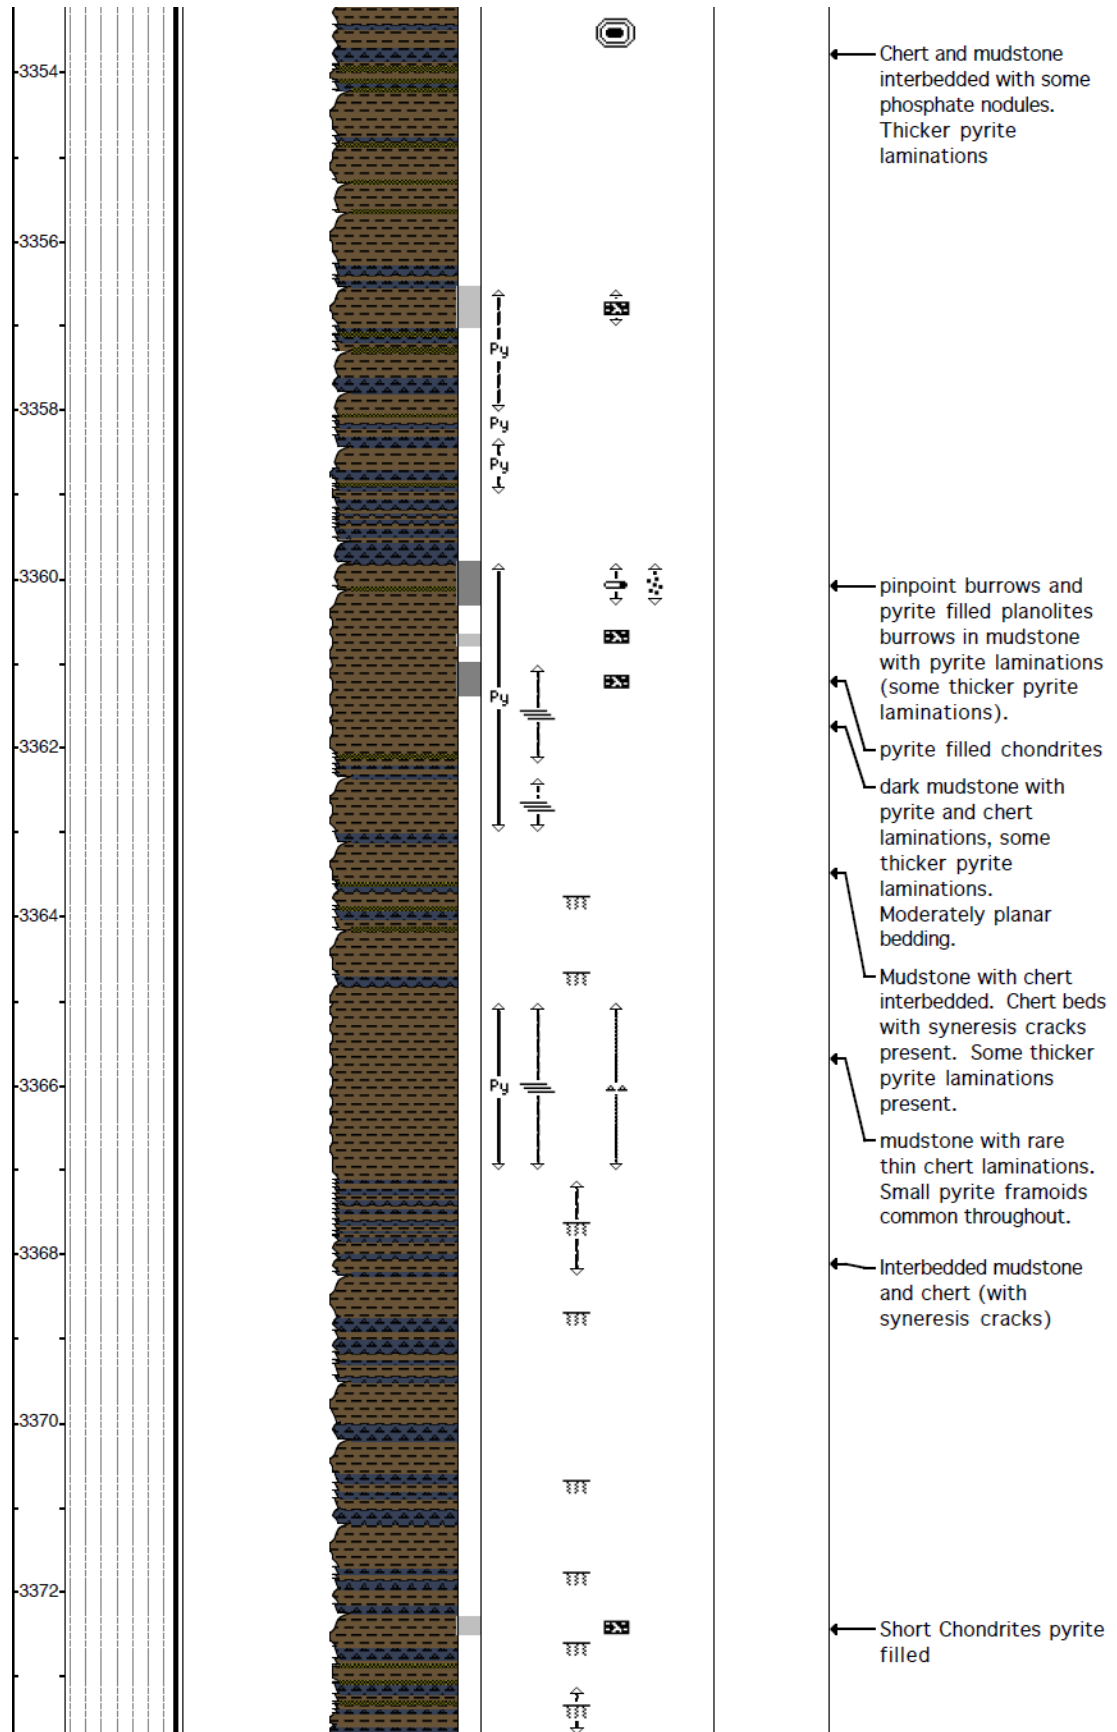 Chert and mudstone
3354
interbedded with some
phosphate nodules.
Thicker pyrite
laminations
3356
Py
3358
Py
Py
3360
pinpoint burrows and
pyrite filled planolites
burrows in mudstone
with pyrite laminations
(some thicker pyrite
Py
laminations).
3362
pyrite filled chondrites
dark mudstone with
pyrite and chert
laminations, some
thicker pyrite
laminations.
3364
Moderately planar
bedding.
Mudstone with chert
interbedded. Chert beds
with syneresis cracks
present. Some thicker
3366
Py
pyrite laminations
present.
mudstone with rare
thin chert laminations.
Small pyrite framoids
common throughout.
3368
Interbedded mudstone
and chert (with
syneresis cracks)
3370
3372
Short Chondrites pyrite
filled